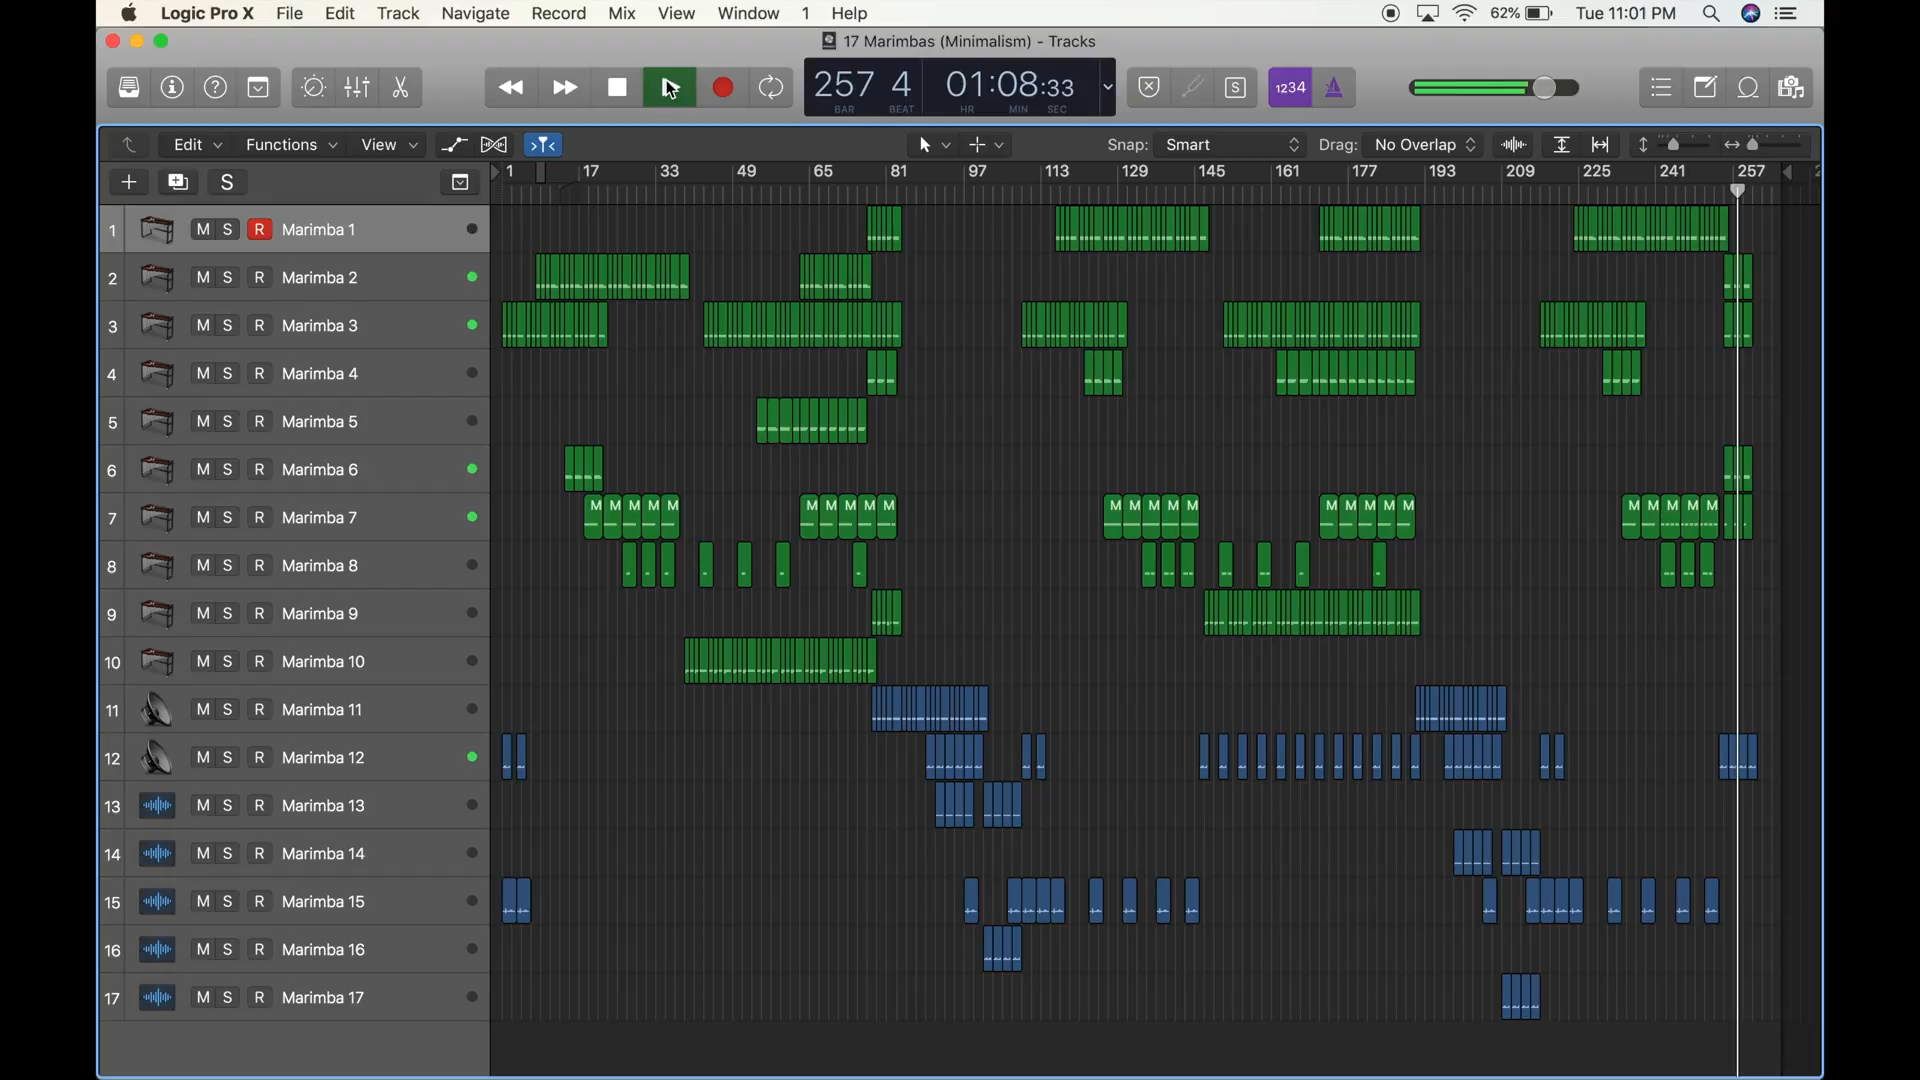 Logic Pro X File Edit Track Navigate Record Mix View Window 1 Help 62% Tue 11:01 PM
17 Marimbas (Minimalism) - Tracks
257 4 01:08:33 1234
BAR BEAT HR MIN SEC
Edit Functions View Snap: Smart Drag: No Overlap
S 1 17 33 49 65 81 97 113 129 145 161 177 193 209 225 241 257
1 M S R Marimba 1
2 M S R Marimba 2
3 M S R Marimba 3
4 M S R Marimba 4
5 M S R Marimba 5
6 M S R Marimba 6
7 M S R Marimba 7 M M M M M M M M M M M M M M M M M M M M M M M M M
8 M S R Marimba 8
9 M S R Marimba 9
10 M S R Marimba 10
11 M S R Marimba 11
12 M S R Marimba 12
13 M S R Marimba 13
14 M S R Marimba 14
15 M S R Marimba 15
16 M S R Marimba 16
17 M S R Marimba 17